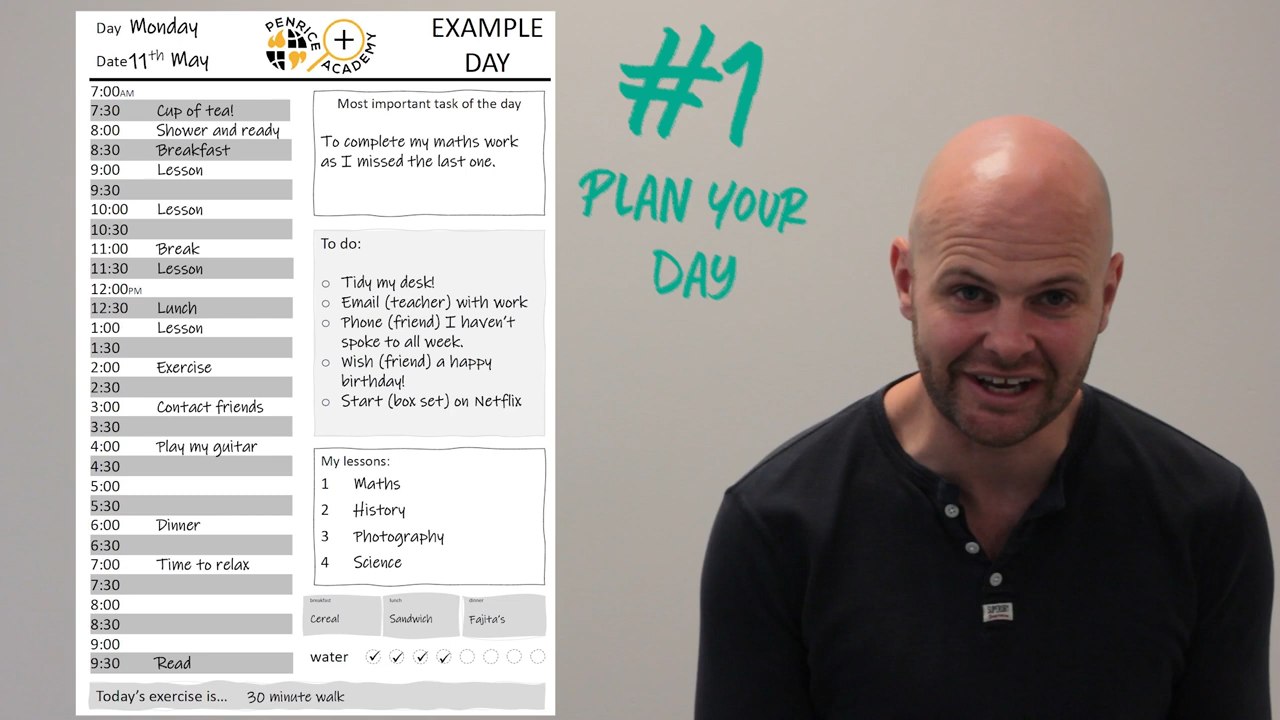 Day Monday
Date 11th May
PENRICE ACADEMY
EXAMPLE
DAY
7:00AM
7:30 Cup of tea!
8:00 Shower and ready
8:30 Breakfast
9:00 Lesson
9:30
10:00 Lesson
10:30
11:00 Break
11:30 Lesson
12:00PM
12:30 Lunch
1:00 Lesson
1:30
2:00 Exercise
2:30
3:00 Contact friends
3:30
4:00 Play my guitar
4:30
5:00
5:30
6:00 Dinner
6:30
7:00 Time to relax
7:30
8:00
8:30
9:00
9:30 Read
Most important task of the day
To complete my maths work
as I missed the last one.
To do:
Tidy my desk!
Email (teacher) with work
Phone (friend) I haven't
spoke to all week.
Wish (friend) a happy
birthday!
Start (box set) on Netflix
My lessons:
1 Maths
2 History
3 Photography
4 Science
breakfast lunch dinner
Cereal Sandwich Fajita's
water
Today's exercise is... 30 minute walk
#1
PLAN YOUR
DAY
SUPERDRY